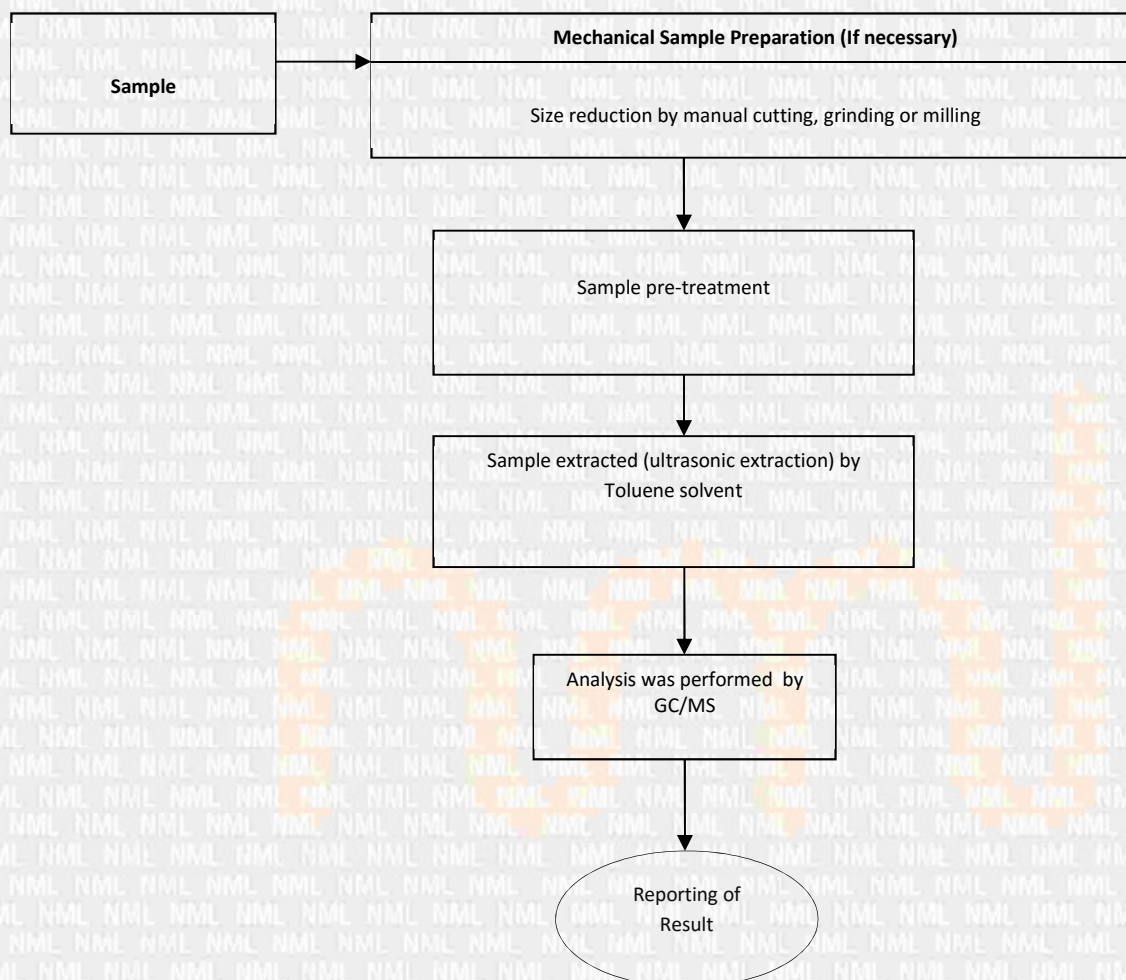 Sample
Mechanical Sample Preparation (If necessary)
Size reduction by manual cutting, grinding or milling
Sample pre-treatment
Sample extracted (ultrasonic extraction) by
Toluene solvent
Analysis was performed  by
GC/MS
Reporting of
Result